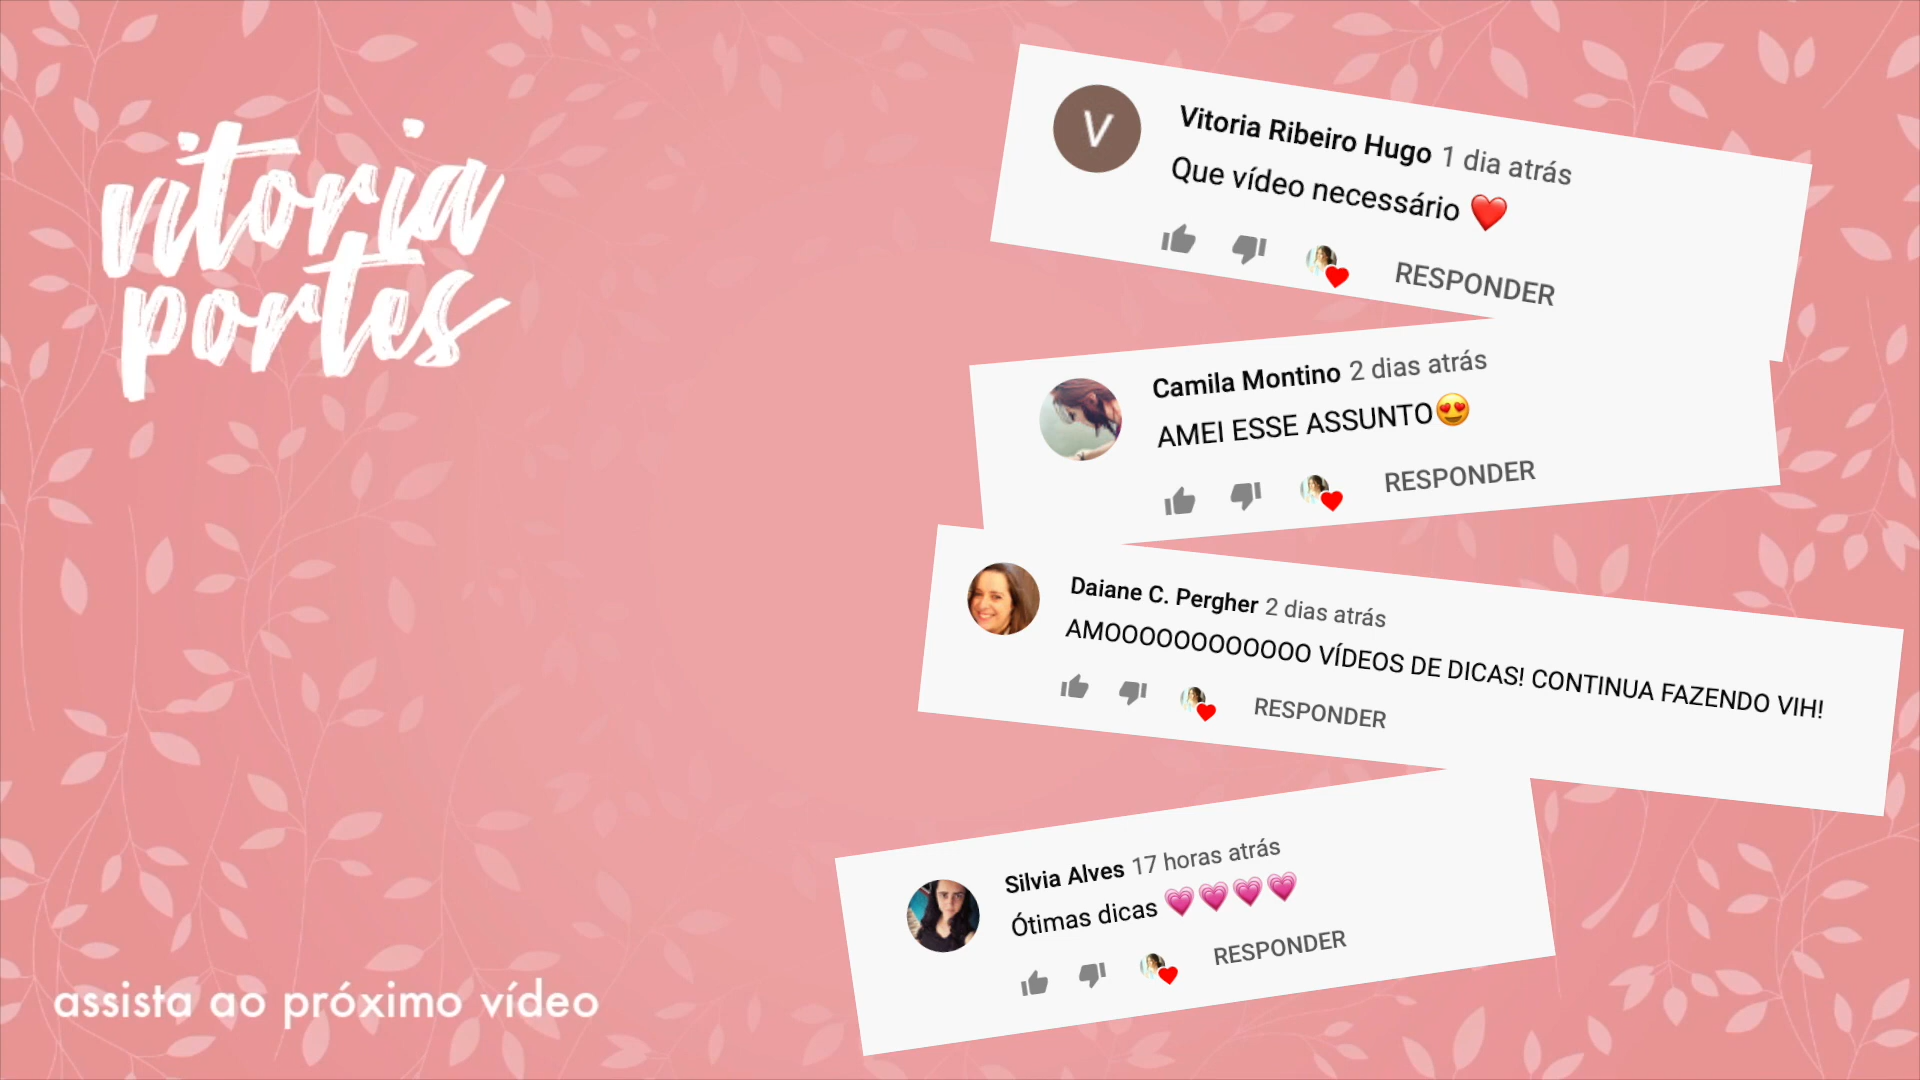 vitoria
portes
assista ao próximo vídeo
V
Vitoria Ribeiro Hugo 1 dia atrás
Que vídeo necessário ❤️
RESPONDER
Camila Montino 2 dias atrás
AMEI ESSE ASSUNTO😍
RESPONDER
Daiane C. Pergher 2 dias atrás
AMOOOOOOOOOOOO VÍDEOS DE DICAS! CONTINUA FAZENDO VIH!
RESPONDER
Silvia Alves 17 horas atrás
Ótimas dicas 💗💗💗💗
RESPONDER